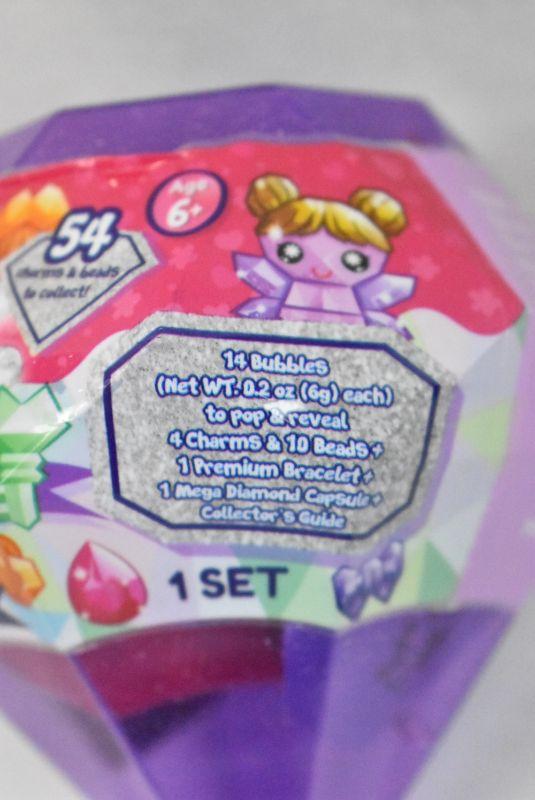 Age
6+
54
charms & beads
to collect!
14 Bubbles
(Net WT. 0.2 oz (6g) each)
to pop & reveal
4 Charms & 10 Beads +
1 Premium Bracelet +
1 Mega Diamond Capsule +
Collector's Guide
1 SET